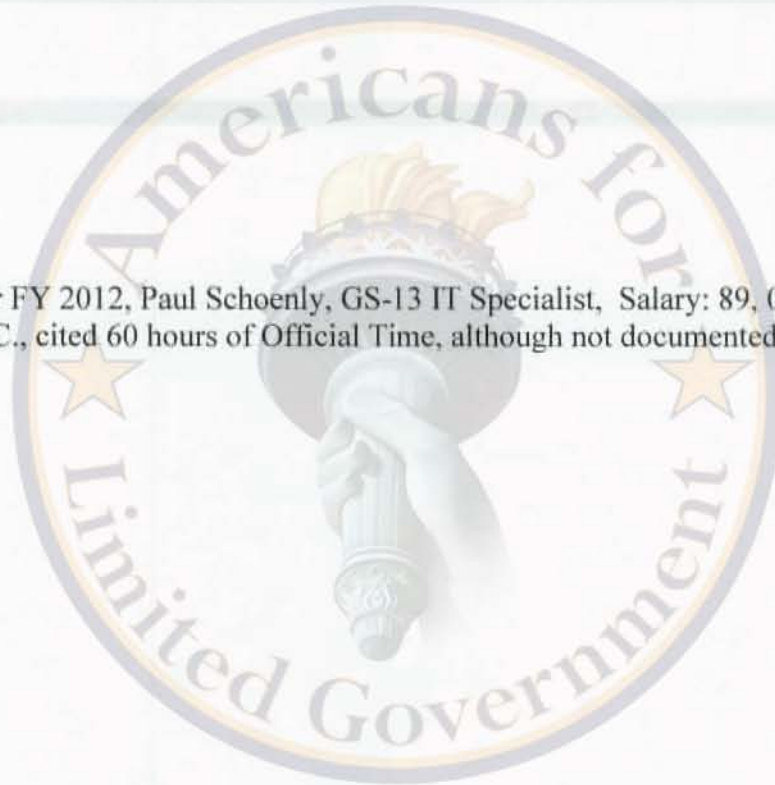 Americans for
FY 2012, Paul Schoenly, GS-13 IT Specialist, Salary: 89,
C., cited 60 hours of Official Time, although not documented
Limited Government